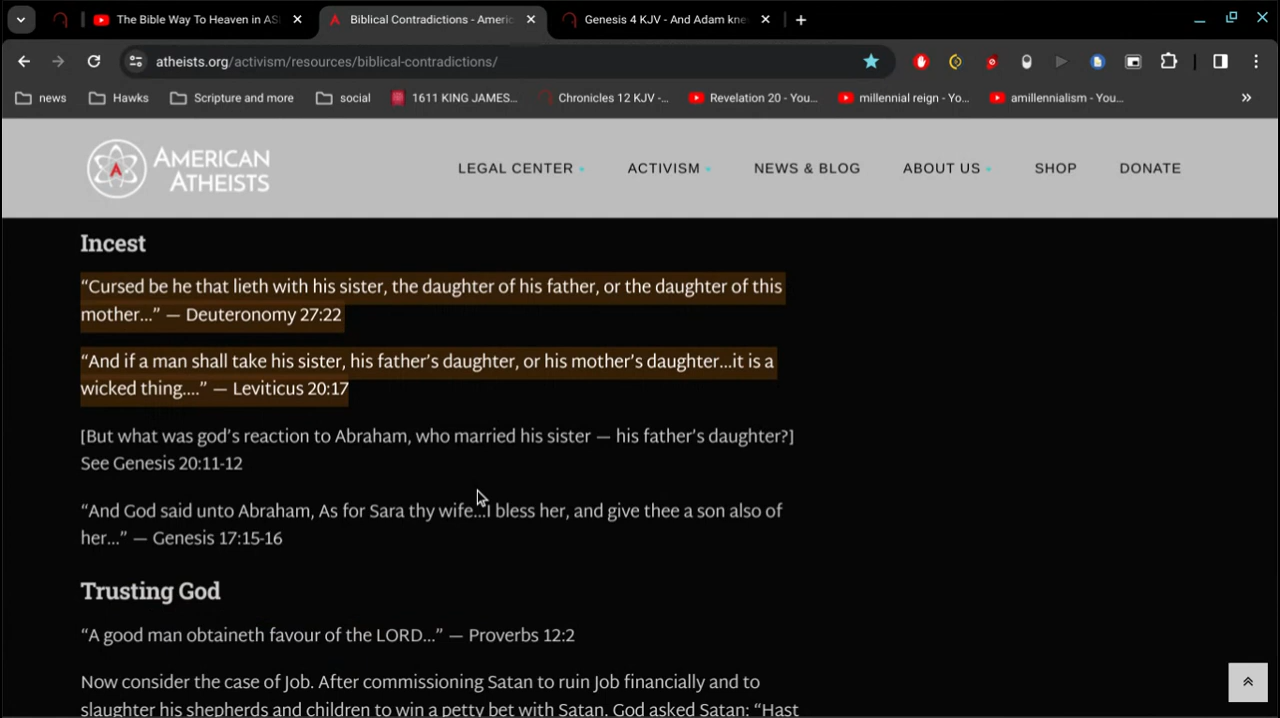 The Bible Way To Heaven in AS
Biblical Contradictions - Americ
Genesis 4 KJV - And Adam kne
atheists.org/activism/resources/biblical-contradictions/
news
Hawks
Scripture and more
social
1611 KING JAMES...
Chronicles 12 KJV -...
Revelation 20 - You...
millennial reign - Yo...
amillennialism - You...
AMERICAN
ATHEISTS
LEGAL CENTER
ACTIVISM
NEWS & BLOG
ABOUT US
SHOP
DONATE
Incest
“Cursed be he that lieth with his sister, the daughter of his father, or the daughter of this
mother...” — Deuteronomy 27:22
“And if a man shall take his sister, his father’s daughter, or his mother’s daughter...it is a
wicked thing....” — Leviticus 20:17
[But what was god’s reaction to Abraham, who married his sister — his father’s daughter?]
See Genesis 20:11-12
“And God said unto Abraham, As for Sara thy wife...I bless her, and give thee a son also of
her...” — Genesis 17:15-16
Trusting God
“A good man obtaineth favour of the LORD...” — Proverbs 12:2
Now consider the case of Job. After commissioning Satan to ruin Job financially and to
slaughter his shepherds and children to win a petty bet with Satan. God asked Satan: “Hast